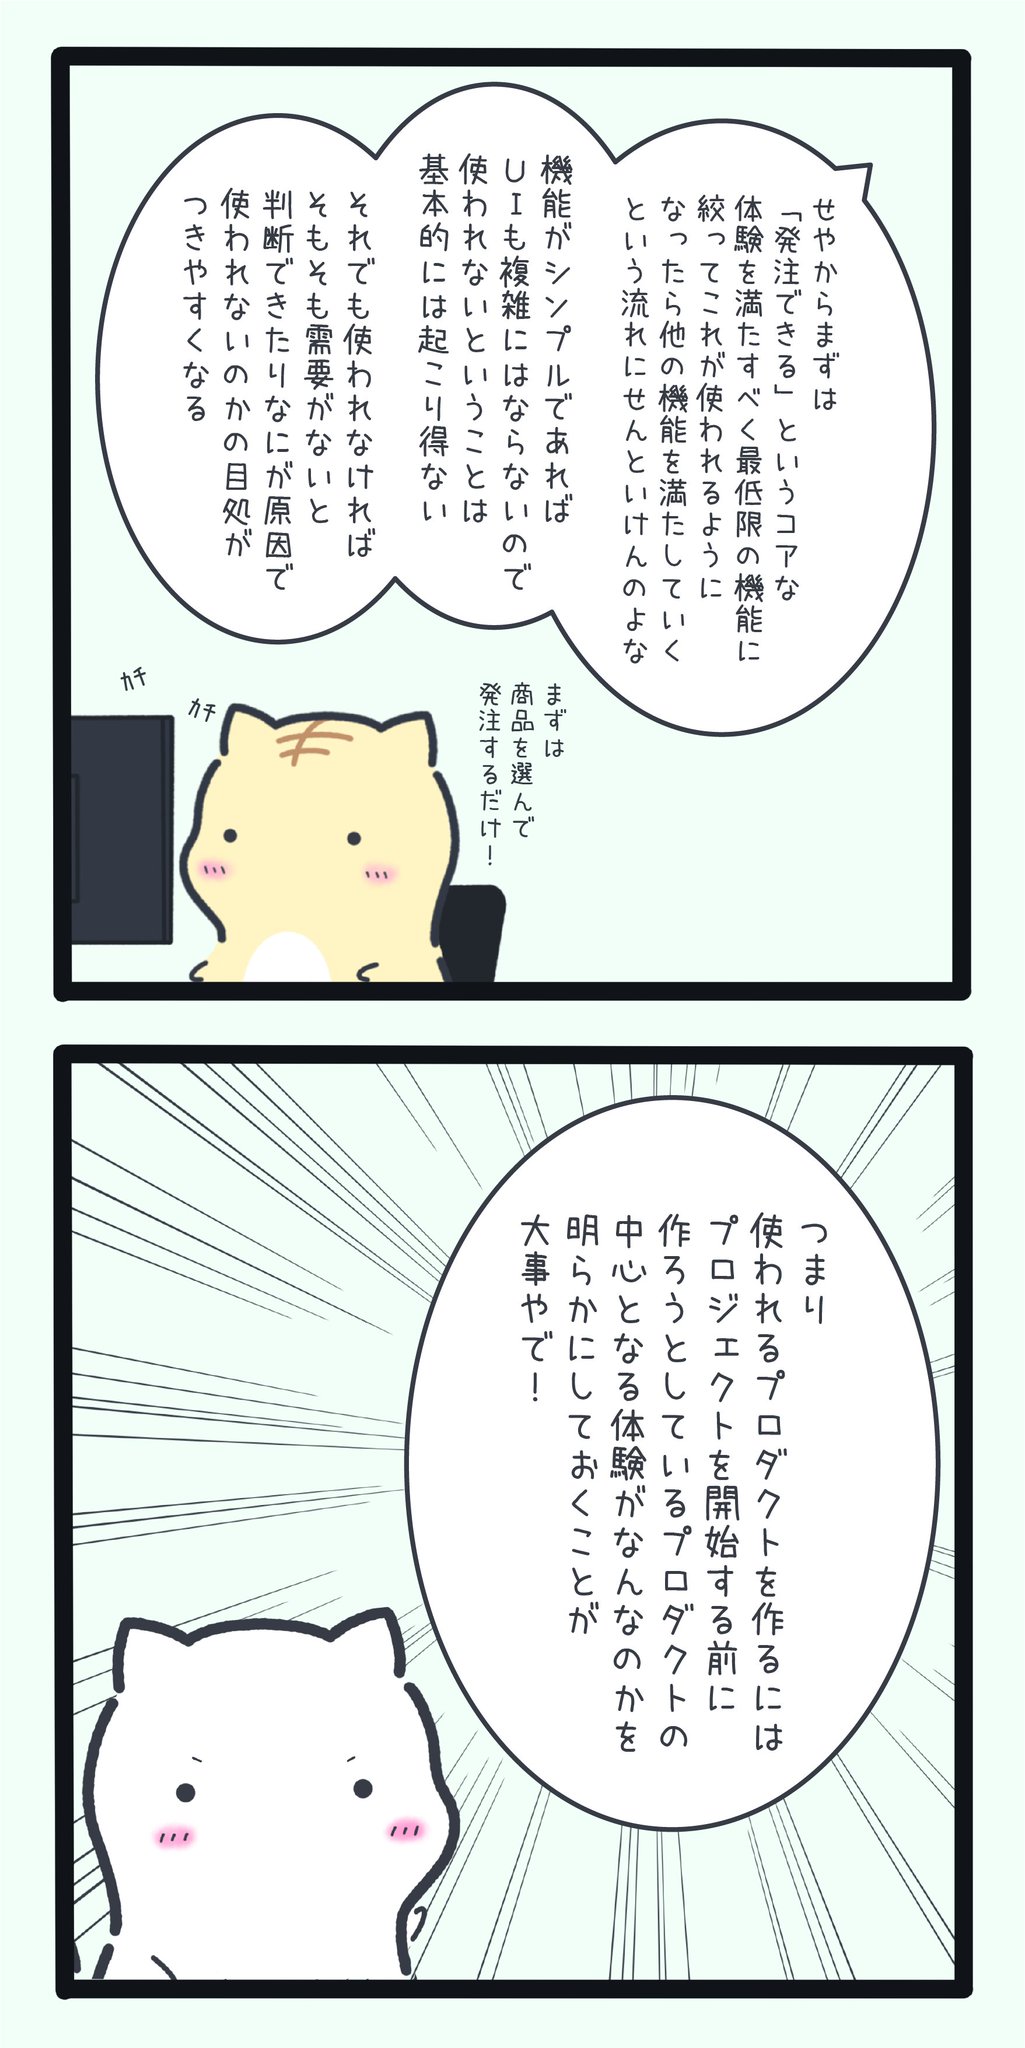 せやからまずは
「発注できる」というコアな
体験を満たすべく最低限の機能に
絞ってこれが使われるように
なったら他の機能を満たしていく
という流れにせんといけんのよな
機能がシンプルであれば
UIも複雑にはならないので
使われないということは
基本的には起こり得ない
それでも使われなければ
そもそも需要がないと
判断できたりなにが原因で
使われないのかの目処が
つきやすくなる
まずは
商品を選んで
発注するだけ!
カチ
カチ
つまり
使われるプロダクトを作るには
プロジェクトを開始する前に
作ろうとしているプロダクトの
中心となる体験がなんなのかを
明らかにしておくことが
大事やで!